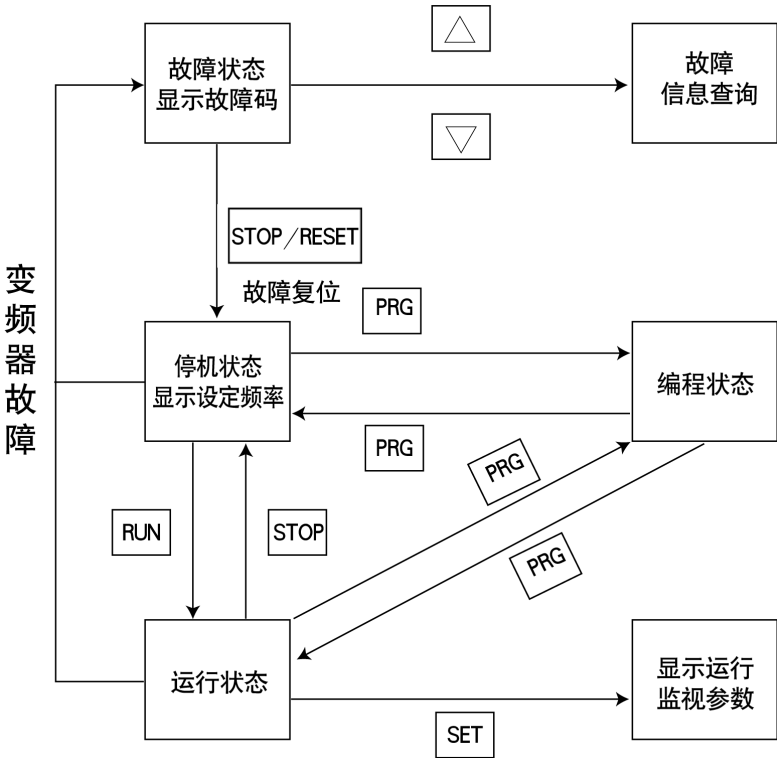 △
故障状态
显示故障码
故障
信息查询
▽
STOP/RESET
故障复位
PRG
变频器故障
停机状态
显示设定频率
编程状态
PRG
PRG
RUN
STOP
PRG
运行状态
显示运行
监视参数
SET